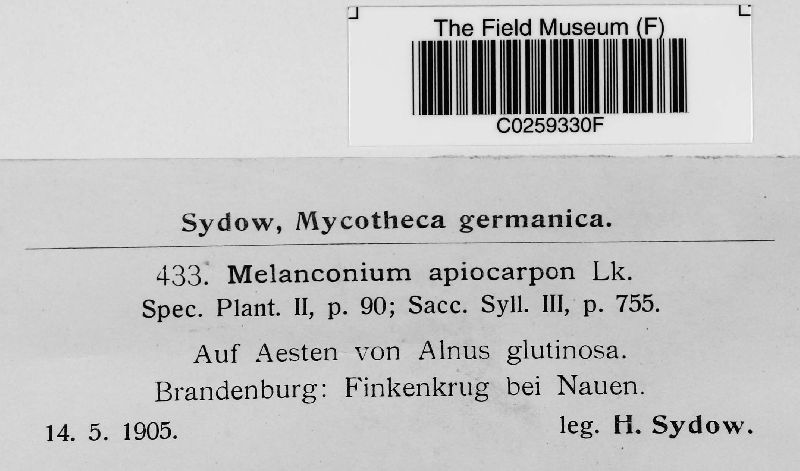 The Field Museum (F)
C0259330F
Sydow, Mycotheca germanica.
433. Melanconium apiocarpon Lk.
Spec. Plant. II, p. 90; Sacc. Syll. III, p. 755.
Auf Aesten von Alnus glutinosa.
Brandenburg: Finkenkrug bei Nauen.
14. 5. 1905. leg. H. Sydow.